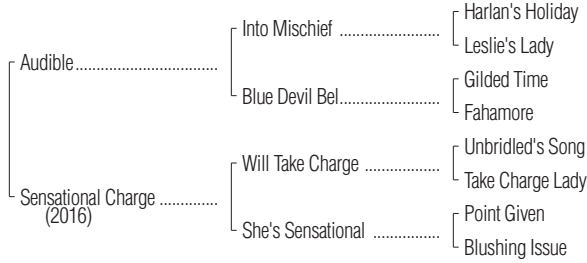 Harlan's Holiday
Into Mischief ....................
Leslie's Lady
Audible.................................
Gilded Time
Blue Devil Bel.......................
Fahamore
Unbridled's Song
Will Take Charge .................
Take Charge Lady
Sensational Charge .............
(2016)
Point Given
She's Sensational ...............
Blushing Issue